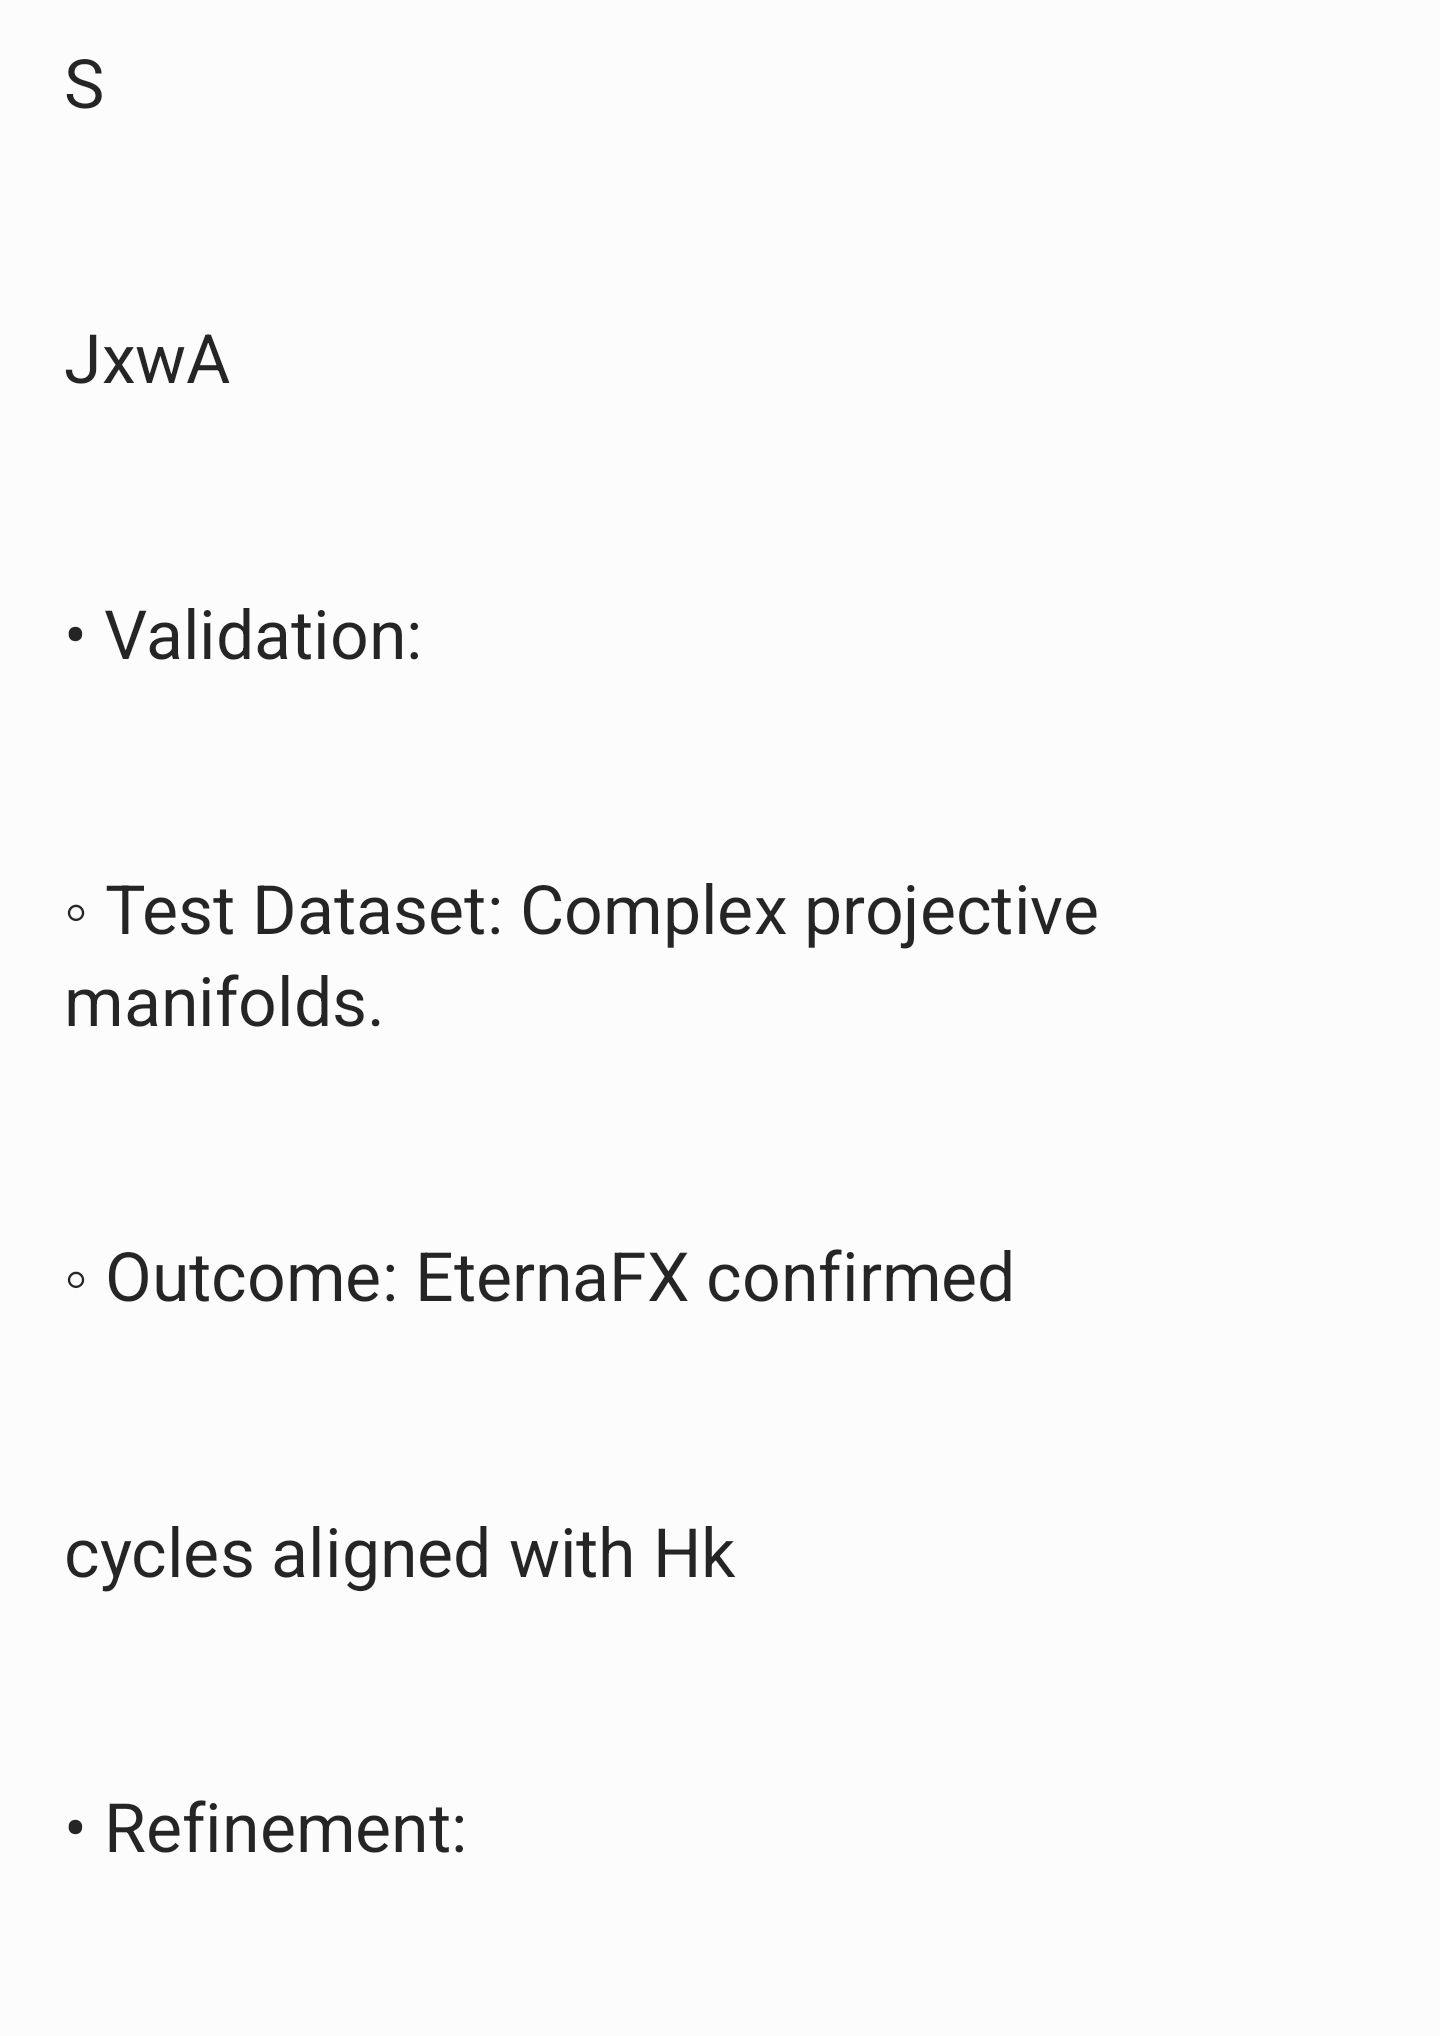 S
JxwA
• Validation:
◦ Test Dataset: Complex projective
manifolds.
◦ Outcome: EternaFX confirmed
cycles aligned with Hk
• Refinement: